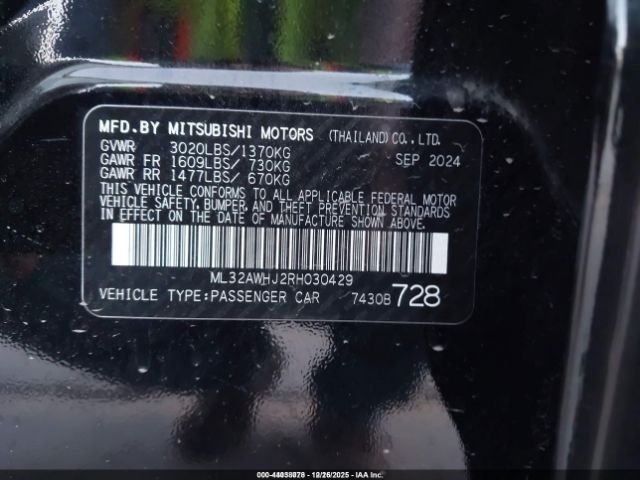 MFD.BY MITSUBISHI MOTORS (THAILAND) CO., LTD.
GVWR 3020LBS/1370KG SEP 2024
GAWR FR 1609LBS/ 730KG
GAWR RR 1477LBS/ 670KG
THIS VEHICLE CONFORMS TO ALL APPLICABLE FEDERAL MOTOR
VEHICLE SAFETY, BUMPER, AND THEFT PREVENTION STANDARDS
IN EFFECT ON THE DATE OF MANUFACTURE SHOWN ABOVE.
ML32AWHJ2RH030429
VEHICLE TYPE:PASSENGER CAR 7430B 728
12/26/2025 - IAA Inc.